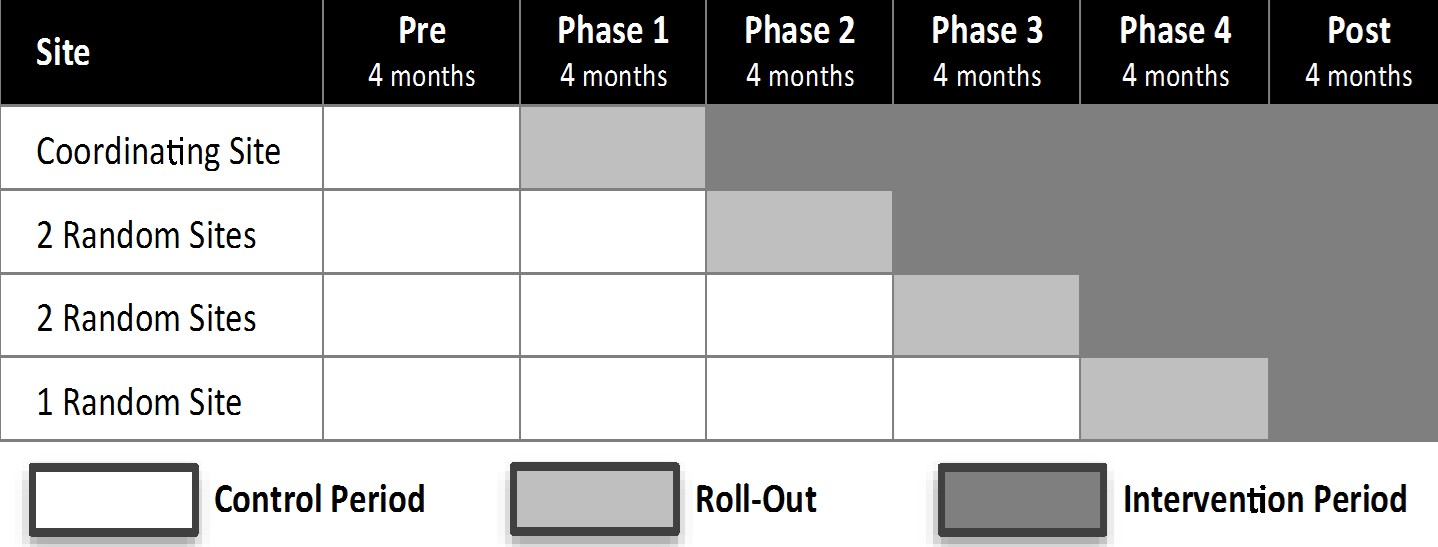 Site
Pre
4 months
Phase 1
4 months
Phase 2
4 months
Phase 3
4 months
Phase 4
4 months
Post
4 months
Coordinating Site
2 Random Sites
2 Random Sites
1 Random Site
Control Period
Roll-Out
Intervention Period